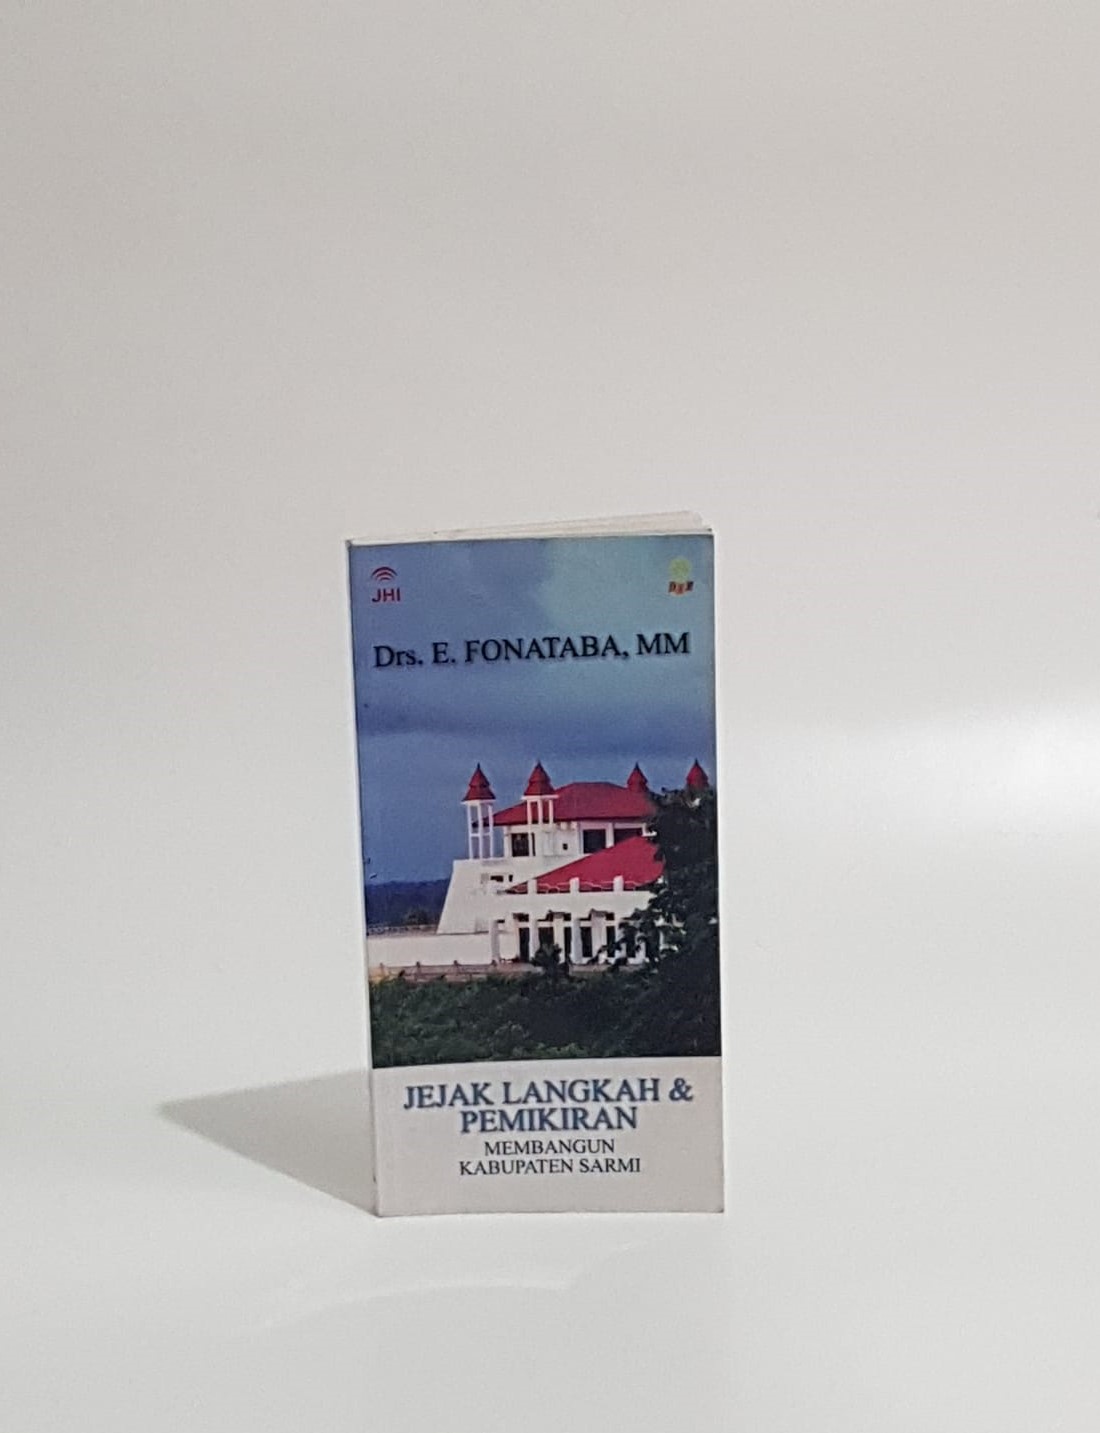 JHI
Drs. E. FONATABA, MM
JEJAK LANGKAH &
PEMIKIRAN
MEMBANGUN
KABUPATEN SARMI